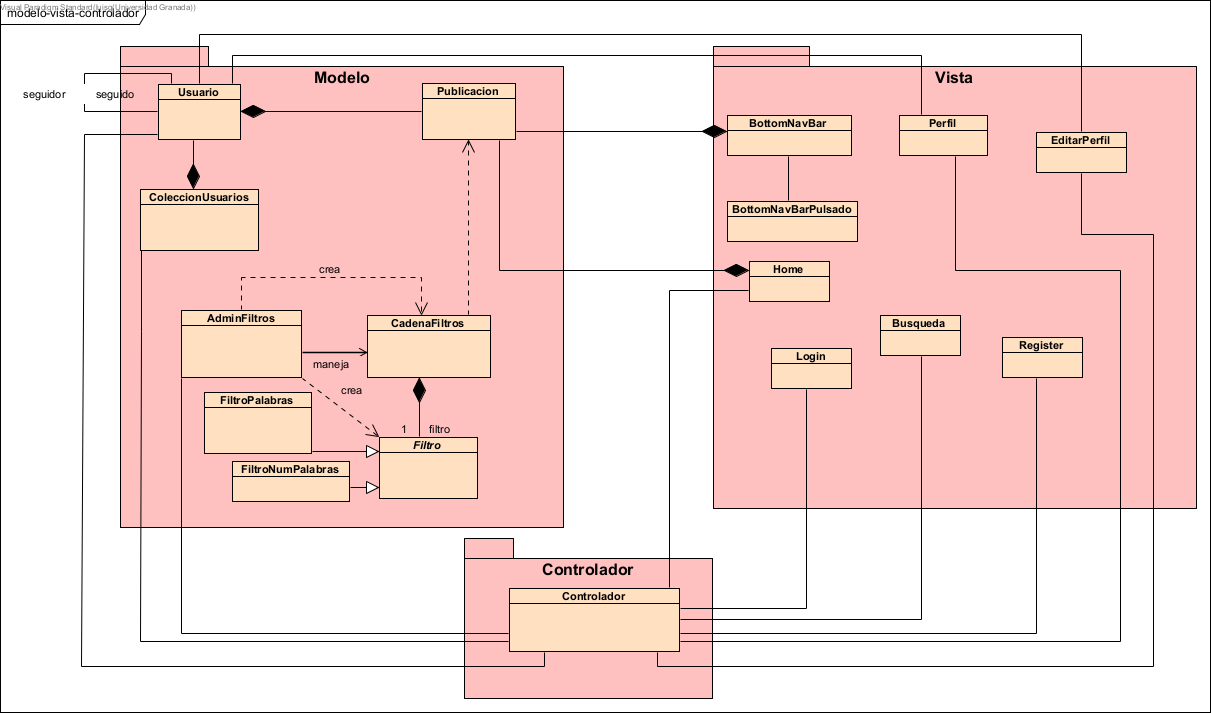 Visual Paradigm Standard(luisg(Universidad Granada))
modelo-vista-controlador
Modelo
Vista
seguidor
seguido
Usuario
Publicacion
BottomNavBar
Perfil
EditarPerfil
ColeccionUsuarios
BottomNavBarPulsado
crea
Home
AdminFiltros
CadenaFiltros
Busqueda
maneja
Login
Register
crea
FiltroPalabras
1
filtro
Filtro
FiltroNumPalabras
Controlador
Controlador